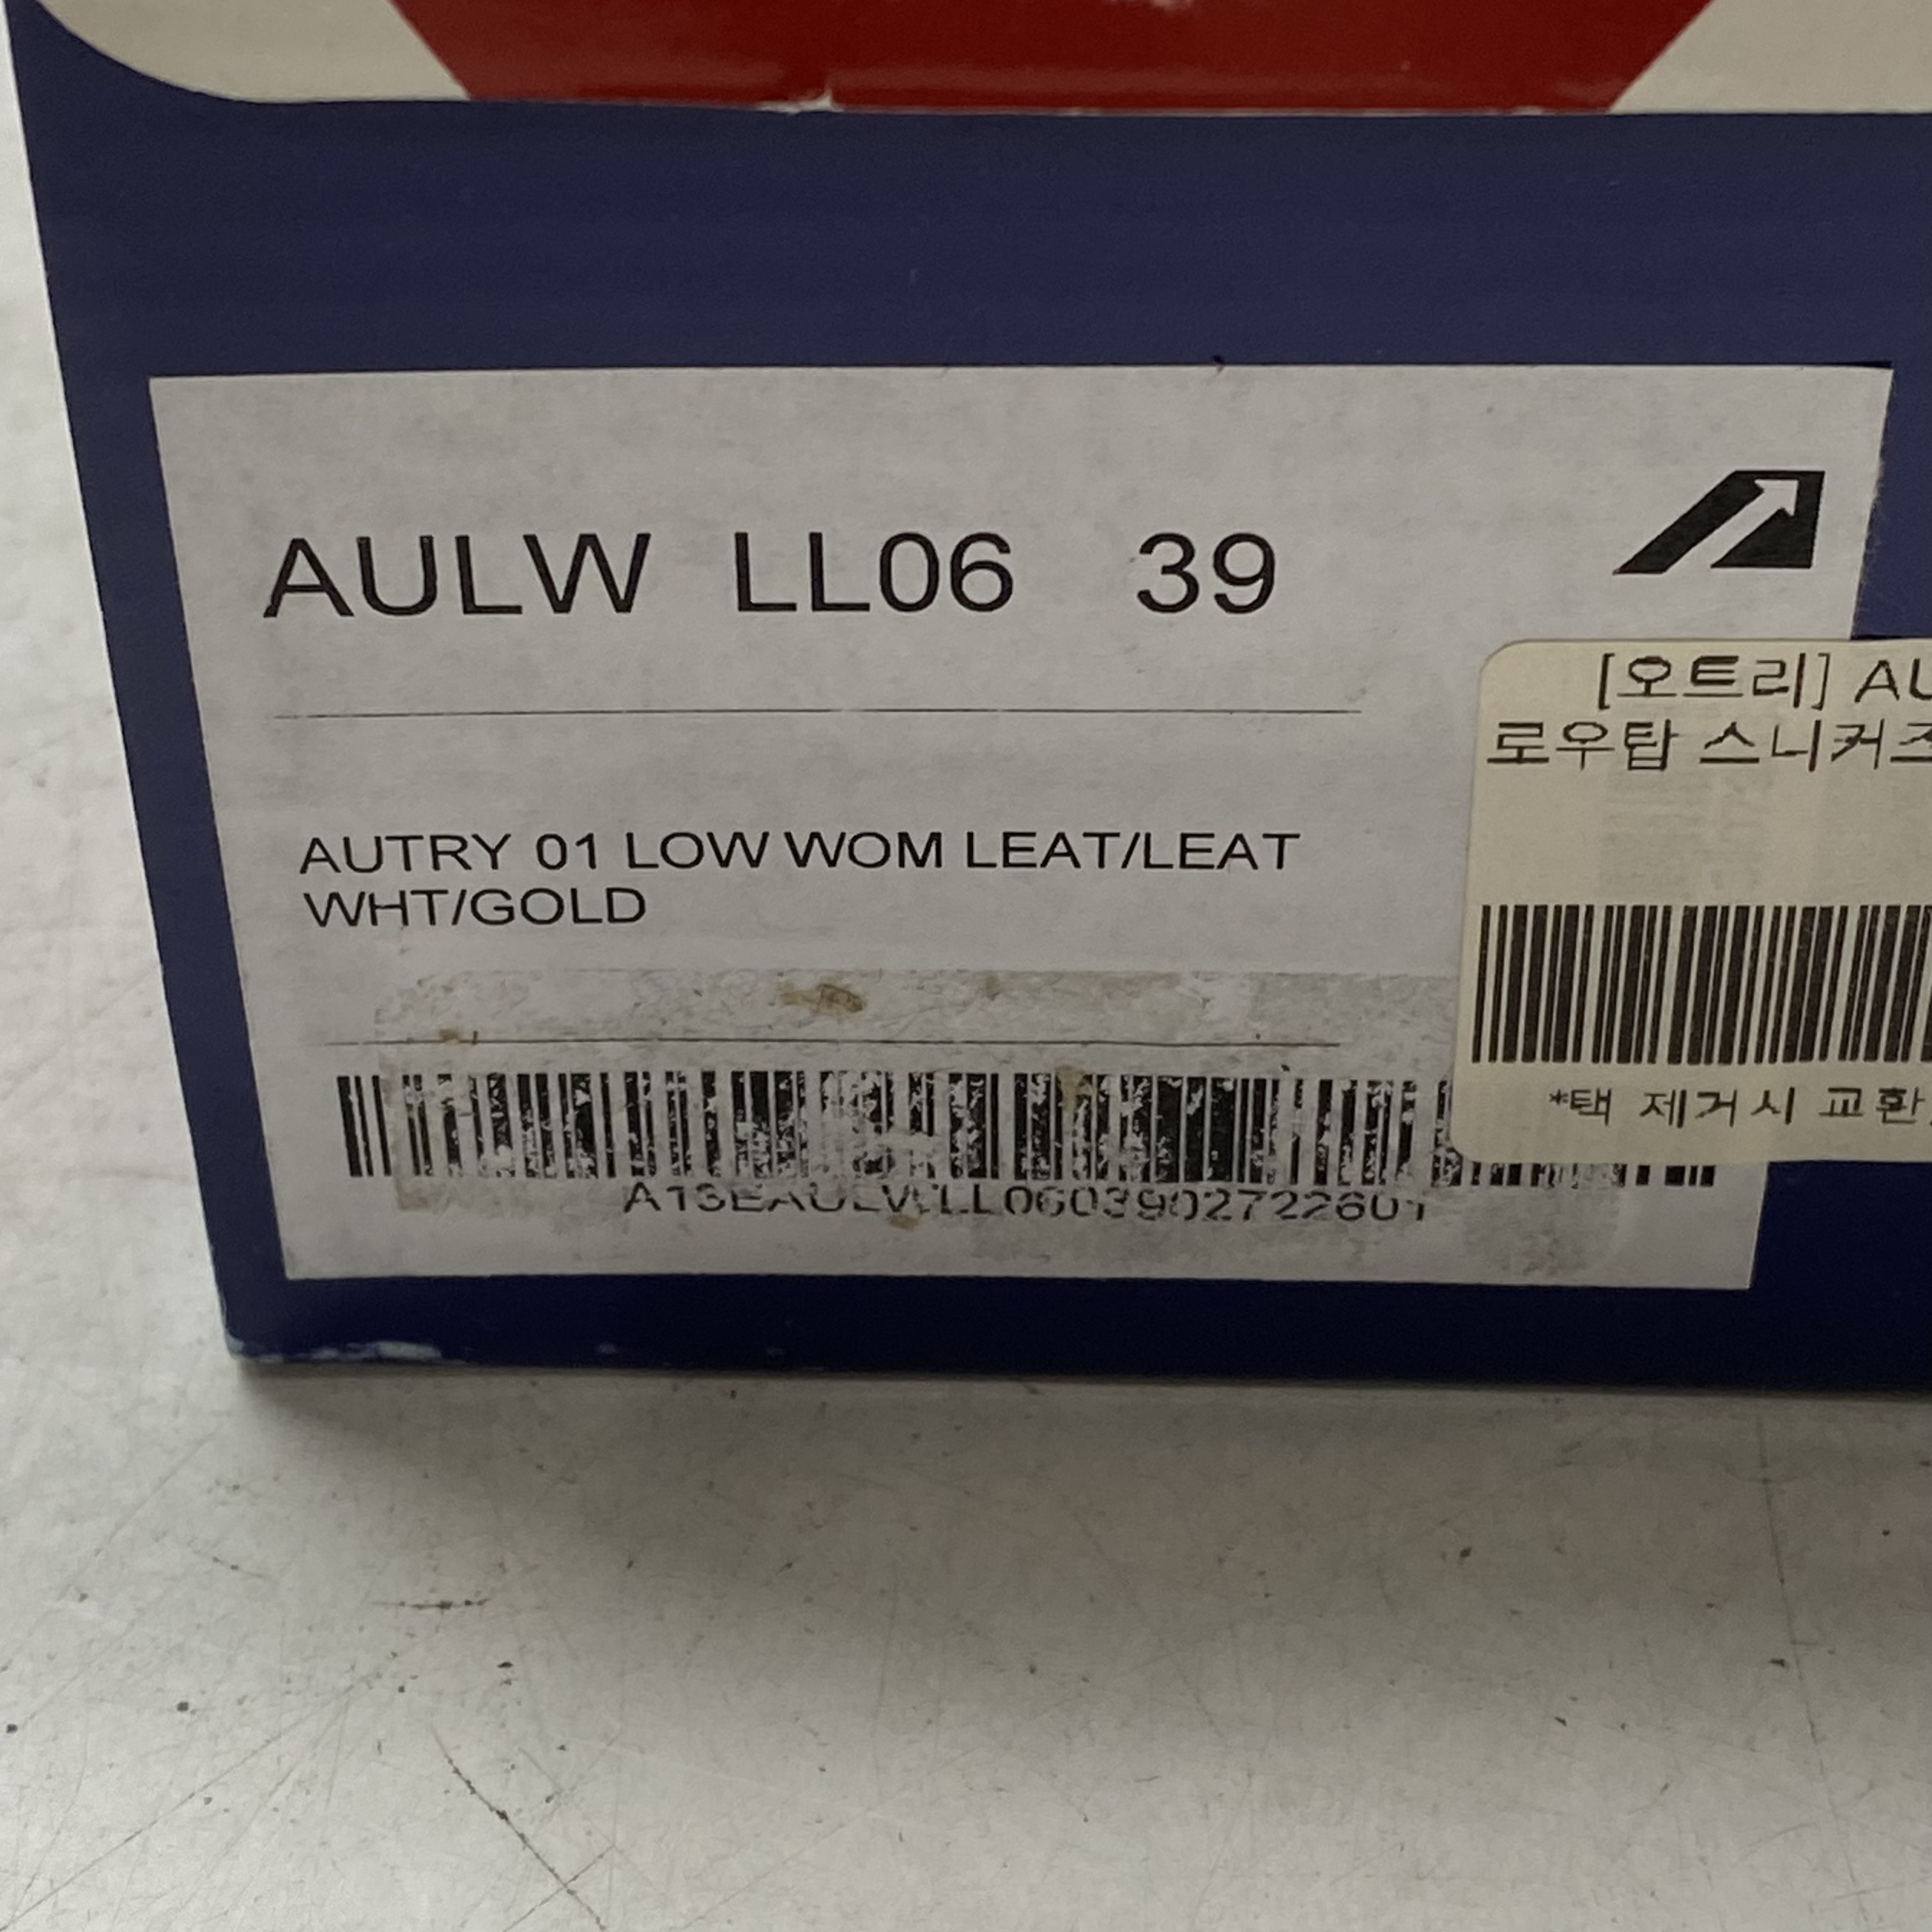 AULW LL06 39
AUTRY 01 LOW WOM LEAT/LEAT
WHT/GOLD
[오트리] AU
로우탑 스니커즈
*택 제거시 교환